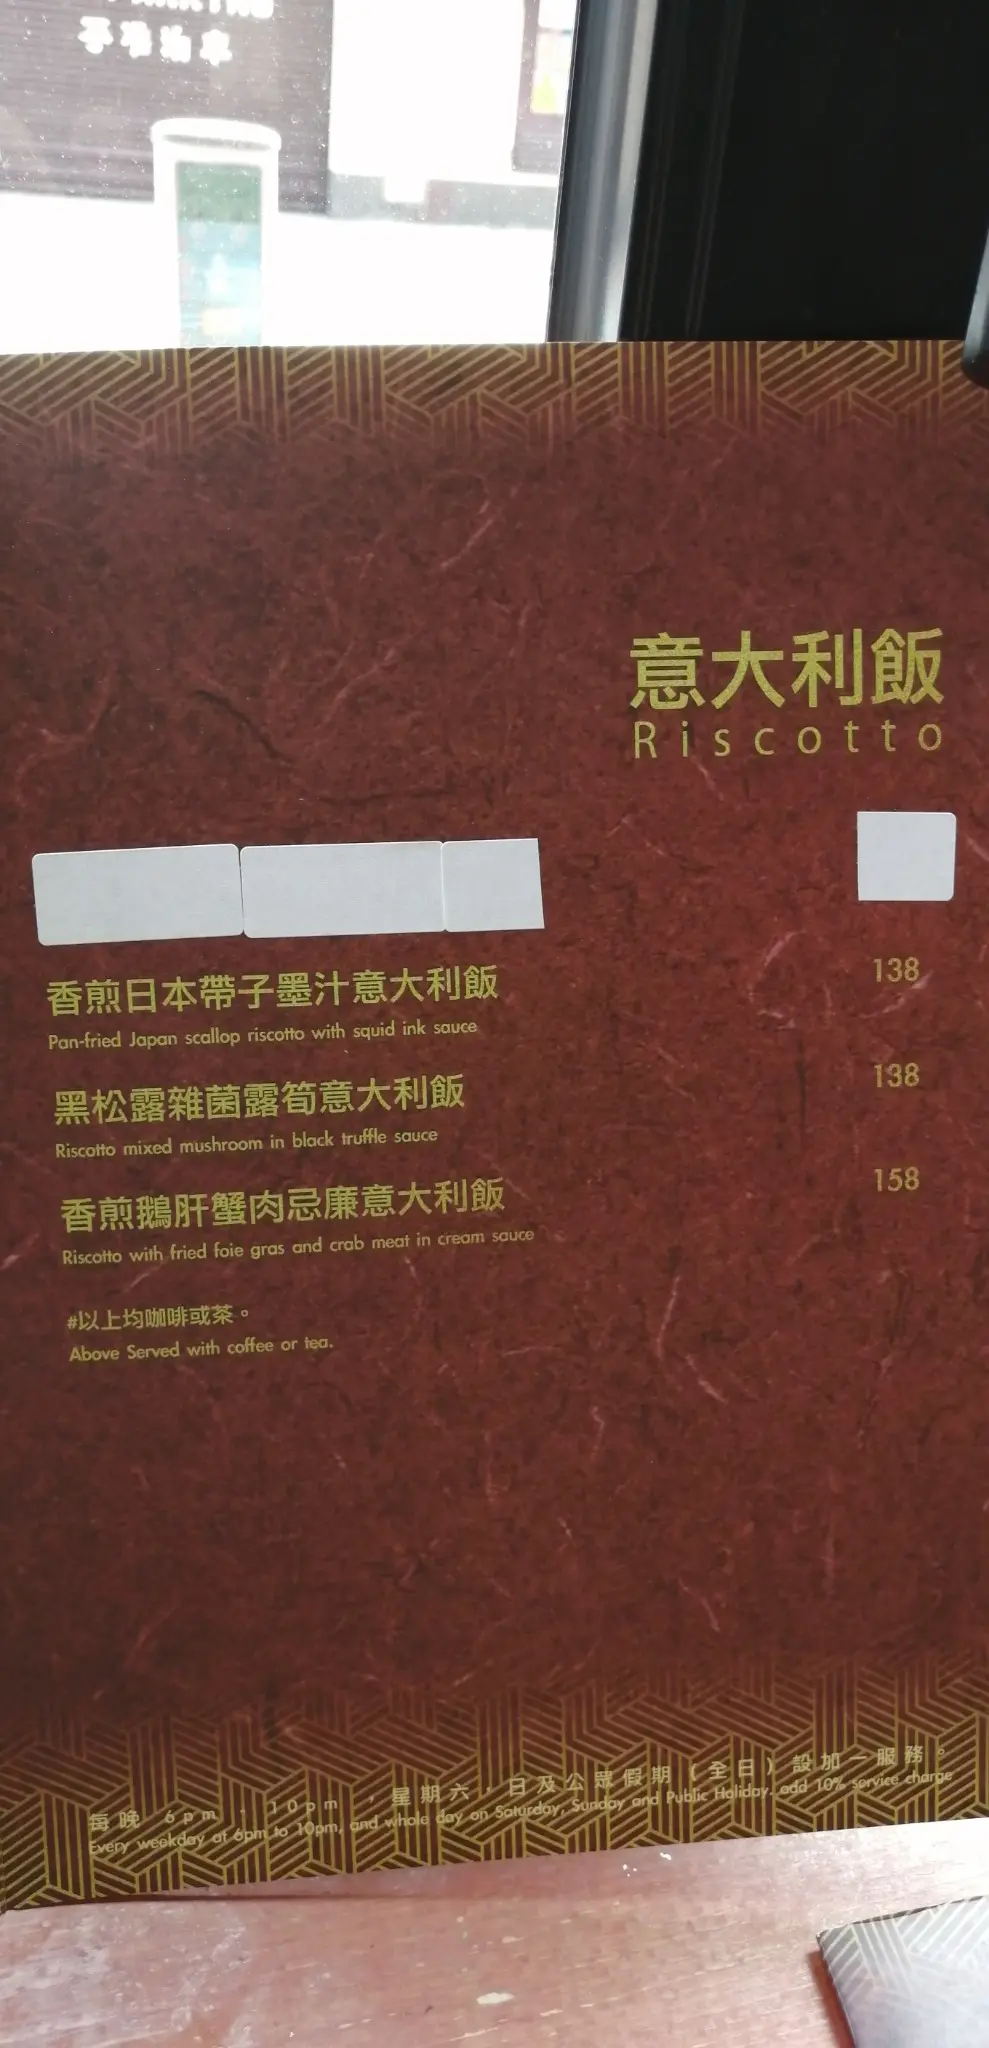 不准泊車
意大利飯
Riscotto
香煎日本帶子墨汁意大利飯 138
Pan-fried Japan scallop riscotto with squid ink sauce
黑松露雜菌露筍意大利飯 138
Riscotto mixed mushroom in black truffle sauce
香煎鵝肝蟹肉忌廉意大利飯 158
Riscotto with fried foie gras and crab meat in cream sauce
#以上均咖啡或茶。
Above Served with coffee or tea.
每晚 6pm - 10pm ，星期六，日及公眾假期（全日）設加一服務。
Every weekday at 6pm to 10pm, and whole day on Saturday, Sunday and Public Holiday. add 10% service charge